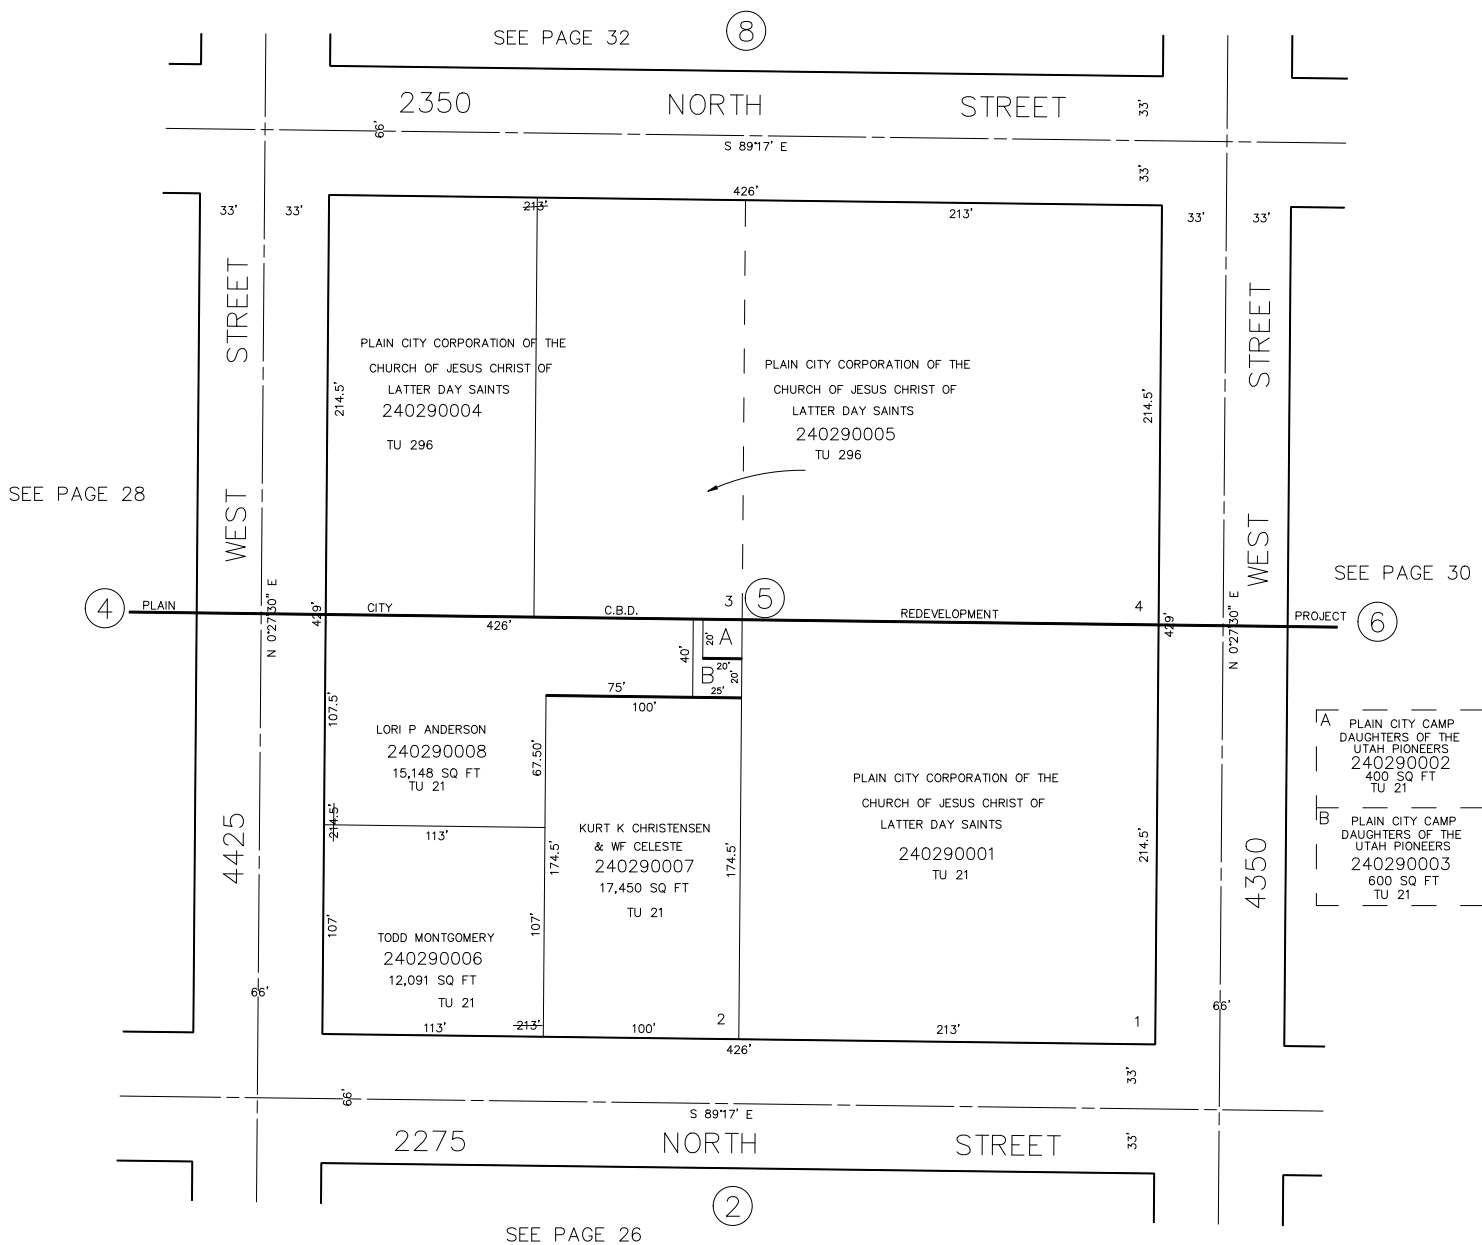 SEE PAGE 32
8
2350 NORTH STREET
33'
66'
S 89°17' E
33'
426'
33'
33'
213'
213'
33'
33'
STREET
STREET
PLAIN CITY CORPORATION OF THE
CHURCH OF JESUS CHRIST OF
LATTER DAY SAINTS
240290004
TU 296
214.5'
PLAIN CITY CORPORATION OF THE
CHURCH OF JESUS CHRIST OF
LATTER DAY SAINTS
240290005
TU 296
214.5'
SEE PAGE 28
WEST
WEST
SEE PAGE 30
4
PLAIN
CITY
C.B.D.
3
5
REDEVELOPMENT
4
PROJECT
6
N 0°27'30" E
429'
426'
429'
N 0°27'30" E
40'
20'
A
20'
B
20'
25'
75'
100'
107.5'
LORI P ANDERSON
240290008
15,148 SQ FT
TU 21
67.50'
214.5'
113'
A
PLAIN CITY CAMP
DAUGHTERS OF THE
UTAH PIONEERS
240290002
400 SQ FT
TU 21
B
PLAIN CITY CAMP
DAUGHTERS OF THE
UTAH PIONEERS
240290003
600 SQ FT
TU 21
PLAIN CITY CORPORATION OF THE
CHURCH OF JESUS CHRIST OF
LATTER DAY SAINTS
240290001
TU 21
214.5'
KURT K CHRISTENSEN
& WF CELESTE
240290007
17,450 SQ FT
TU 21
174.5'
174.5'
4425
4350
107'
107'
TODD MONTGOMERY
240290006
12,091 SQ FT
TU 21
66'
66'
113'
213'
100'
2
213'
1
426'
33'
66'
S 89°17' E
2275 NORTH STREET
33'
2
SEE PAGE 26